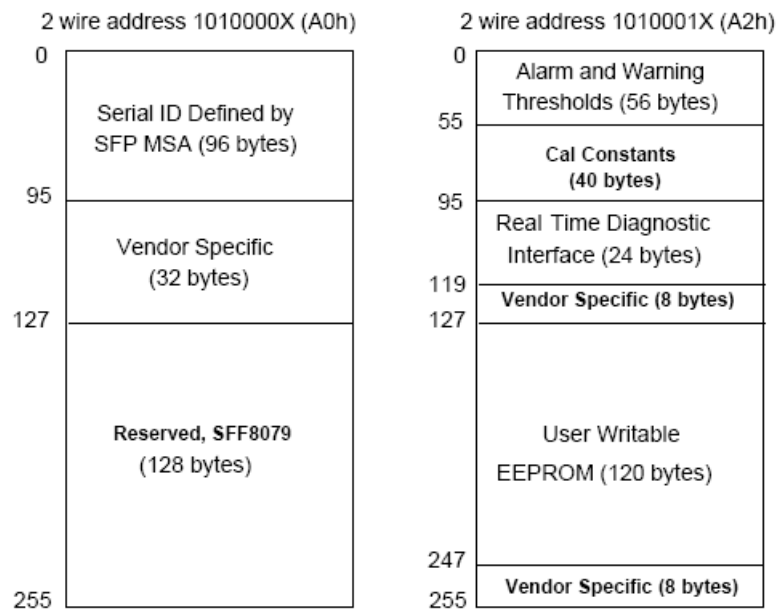 2 wire address 1010000X (A0h)
0
Serial ID Defined by
SFP MSA (96 bytes)
95
Vendor Specific
(32 bytes)
127
Reserved, SFF8079
(128 bytes)
255
2 wire address 1010001X (A2h)
0
Alarm and Warning
Thresholds (56 bytes)
55
Cal Constants
(40 bytes)
95
Real Time Diagnostic
Interface (24 bytes)
119
Vendor Specific (8 bytes)
127
User Writable
EEPROM (120 bytes)
247
Vendor Specific (8 bytes)
255